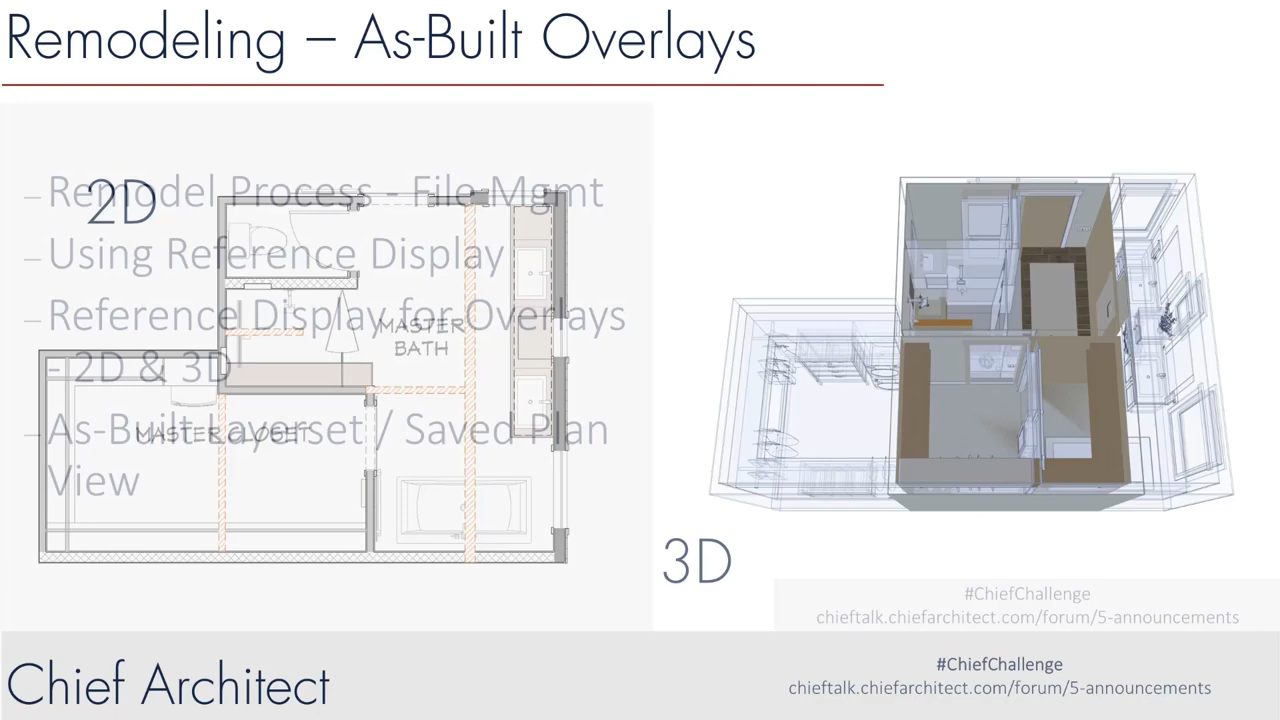 Remodeling – As-Built Overlays
2D
– Remodel Process - File Mgmt
– Using Reference Display
– Reference Display for Overlays
- 2D & 3D
– As-Built Layerset / Saved Plan
View
MASTER
BATH
MASTER CLOSET
3D
#ChiefChallenge
chieftalk.chiefarchitect.com/forum/5-announcements
Chief Architect
#ChiefChallenge
chieftalk.chiefarchitect.com/forum/5-announcements